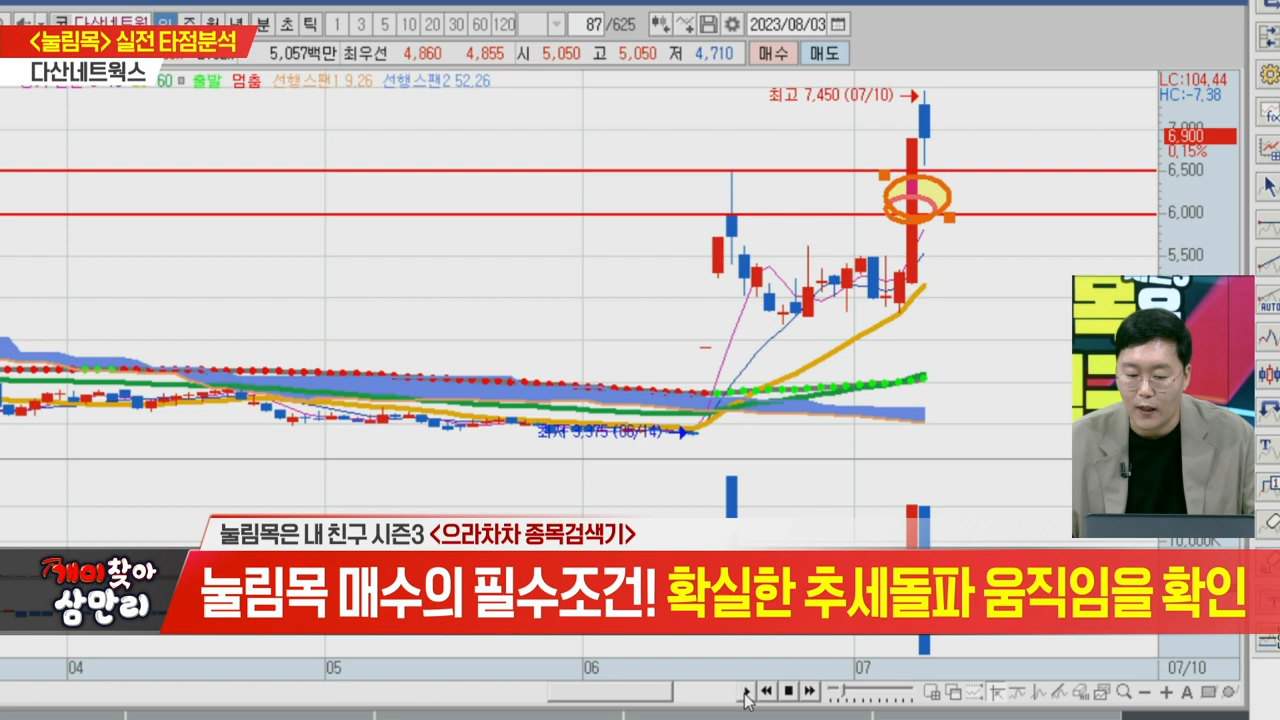 분 초 틱 1 3 5 10 20 30 60 120 87 /625 2023/08/03
<눌림목> 실전 타점분석
5,057백만 최우선 4,860 4,855 시 5,050 고 5,050 저 4,710 매수 매도
다산네트웍스
60 출발 멈춤 선행스팬1 9,26 선행스팬2 52,26
LC:104,44
HC:-7,38
최고 7,450 (07/10)
7,000
6,900
0,15%
6,500
6,000
5,500
AUTO
눌림목은 내 친구 시즌3 <으라차차 종목검색기>
10,000K
개미찾아
삼만리
눌림목 매수의 필수조건! 확실한 추세돌파 움직임을 확인
04 05 06 07 07/10